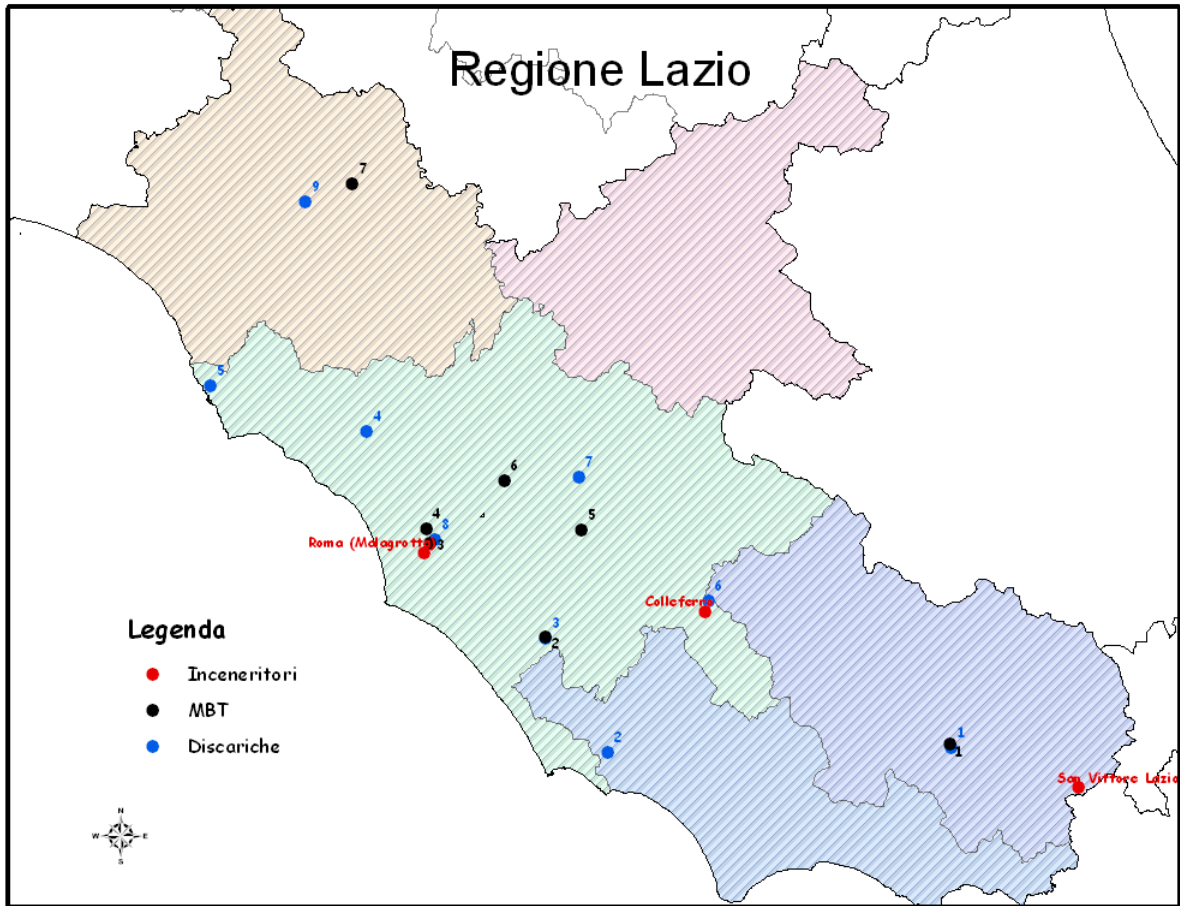 Regione Lazio
7
9
5
4
6
7
4
8
5
3
Roma (Malagrotta)
6
Colleferro
3
2
Legenda
Inceneritori
MBT
Discariche
2
1
1
San Vittore Lazio
N
W E
S